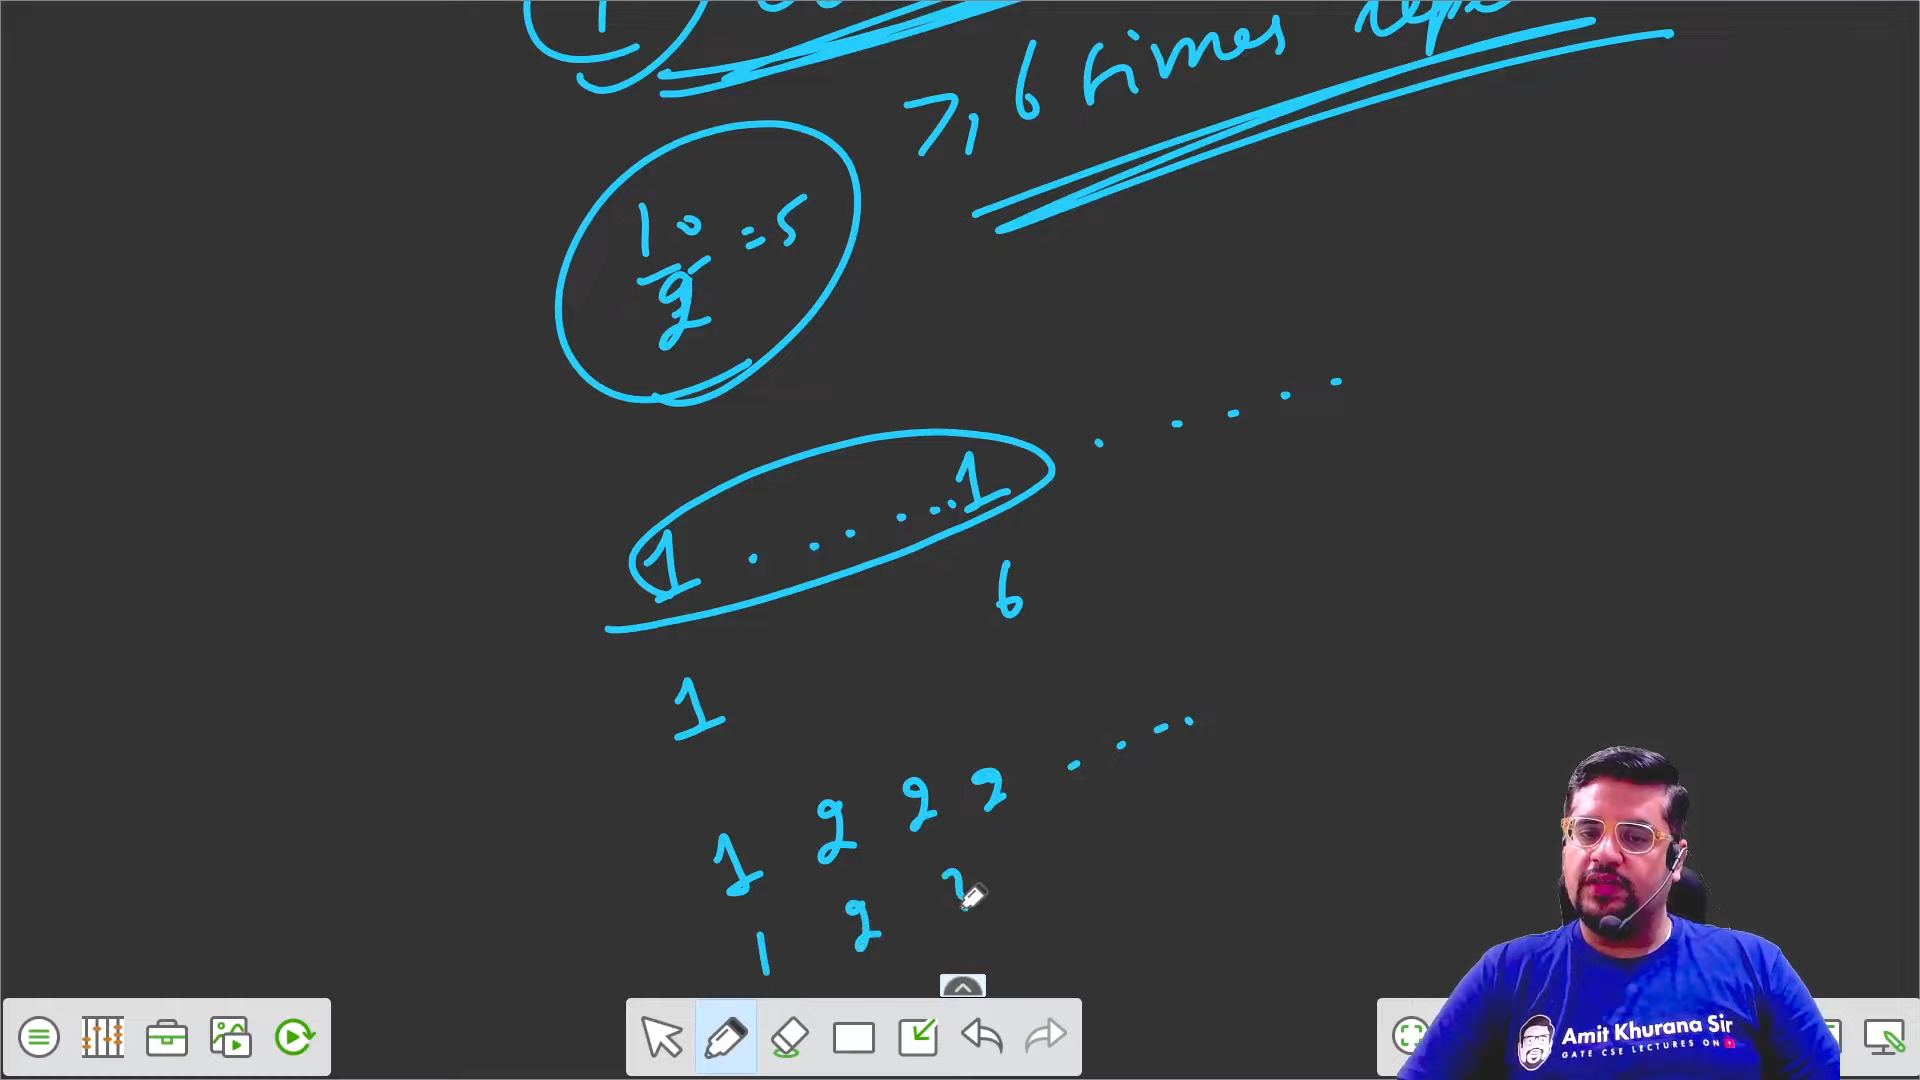 1
>, 6 times
10/2 = 5
1 . . . . . . 1 . . . . .
6
1
1 2 2 2 . . . .
1 2 2
Amit Khurana Sir
GATE CSE LECTURES ON